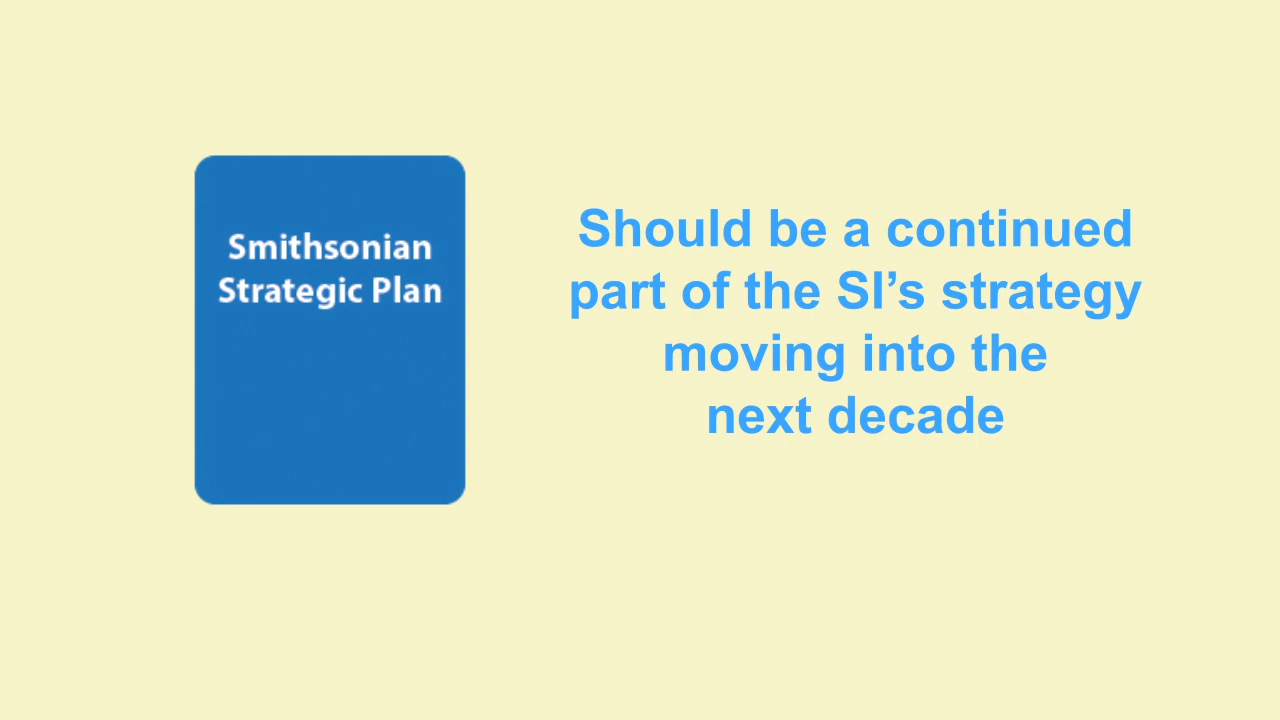 Smithsonian
Strategic Plan
Should be a continued
part of the SI’s strategy
moving into the
next decade